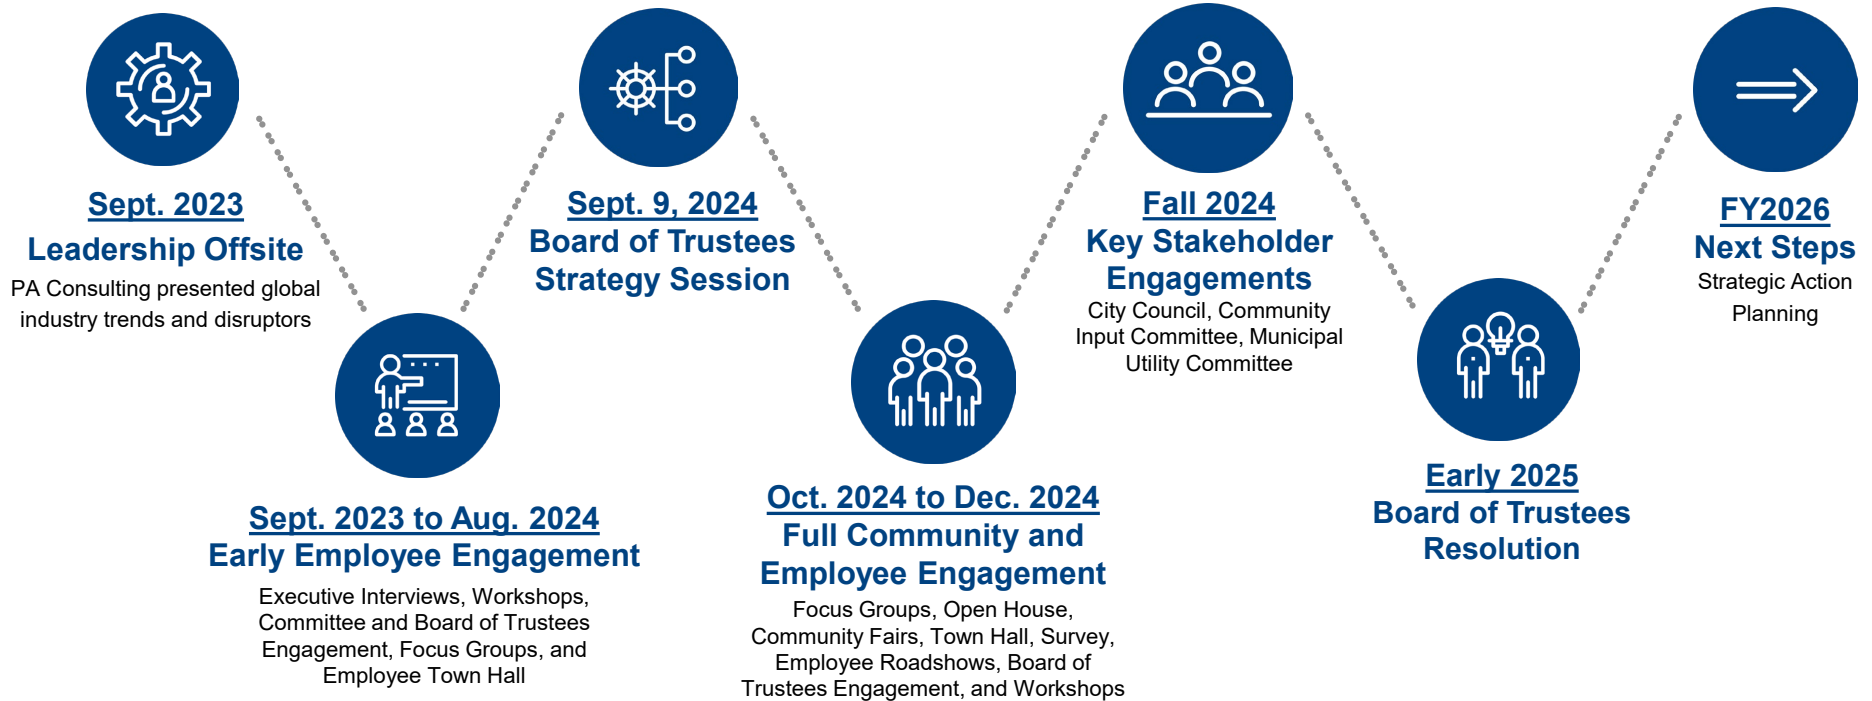 Sept. 2023
Leadership Offsite
PA Consulting presented global
industry trends and disruptors
Sept. 2023 to Aug. 2024
Early Employee Engagement
Executive Interviews, Workshops,
Committee and Board of Trustees
Engagement, Focus Groups, and
Employee Town Hall
Sept. 9, 2024
Board of Trustees
Strategy Session
Oct. 2024 to Dec. 2024
Full Community and
Employee Engagement
Focus Groups, Open House,
Community Fairs, Town Hall, Survey,
Employee Roadshows, Board of
Trustees Engagement, and Workshops
Fall 2024
Key Stakeholder
Engagements
City Council, Community
Input Committee, Municipal
Utility Committee
Early 2025
Board of Trustees
Resolution
FY2026
Next Steps
Strategic Action
Planning